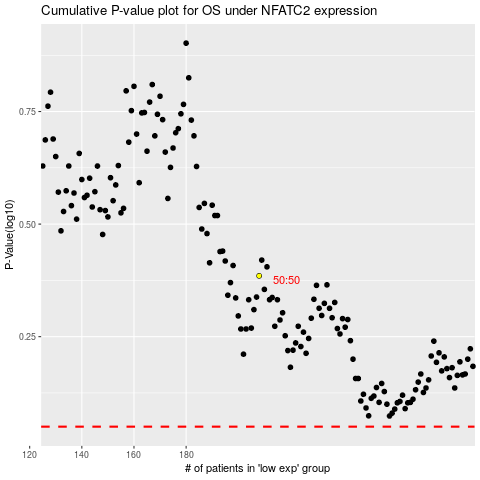 Cumulative P-value plot for OS under NFATC2 expression
P-Value(log10)
0.75
0.50
0.25
50:50
120 140 160 180
# of patients in 'low exp' group